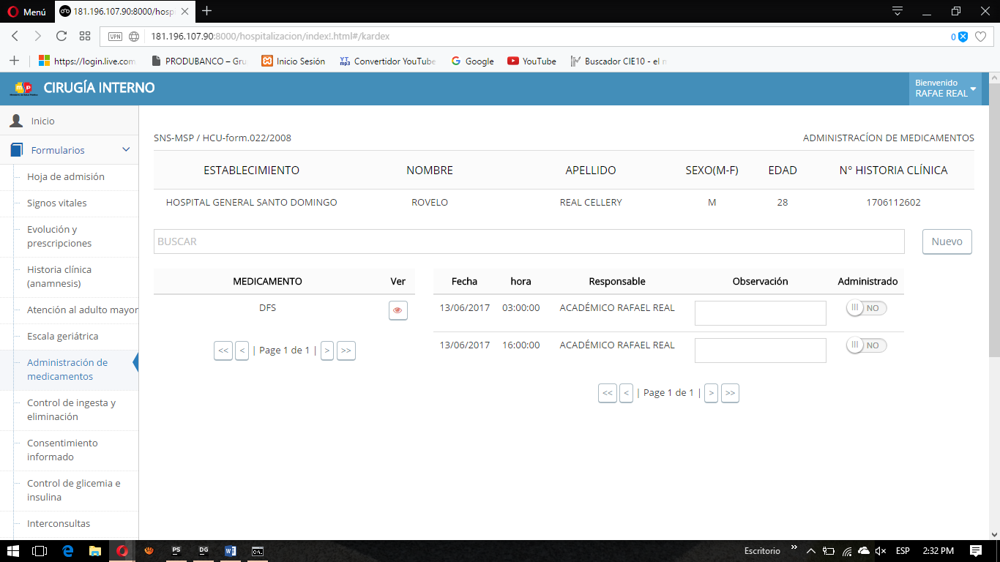 Menú
181.196.107.90:8000/hospi
VPN
181.196.107.90:8000/hospitalizacion/index!.html#/kardex
0
https://login.live.com
PRODUBANCO – Gru
Inicio Sesión
Convertidor YouTube
Google
YouTube
Buscador CIE10 - el n
CIRUGÍA INTERNO
Bienvenido
RAFAE REAL
Inicio
Formularios
Hoja de admisión
Signos vitales
Evolución y
prescripciones
Historia clínica
(anamnesis)
Atención al adulto mayor
Escala geriátrica
Administración de
medicamentos
Control de ingesta y
eliminación
Consentimiento
informado
Control de glicemia e
insulina
Interconsultas
SNS-MSP / HCU-form.022/2008
ADMINISTRACÍON DE MEDICAMENTOS
ESTABLECIMIENTO NOMBRE APELLIDO SEXO(M-F) EDAD N° HISTORIA CLÍNICA
HOSPITAL GENERAL SANTO DOMINGO ROVELO REAL CELLERY M 28 1706112602
BUSCAR
Nuevo
MEDICAMENTO Ver
DFS
<< < | Page 1 de 1 | > >>
Fecha hora Responsable Observación Administrado
13/06/2017 03:00:00 ACADÉMICO RAFAEL REAL NO
13/06/2017 16:00:00 ACADÉMICO RAFAEL REAL NO
<< < | Page 1 de 1 | > >>
PS
DG
Escritorio
ESP
2:32 PM